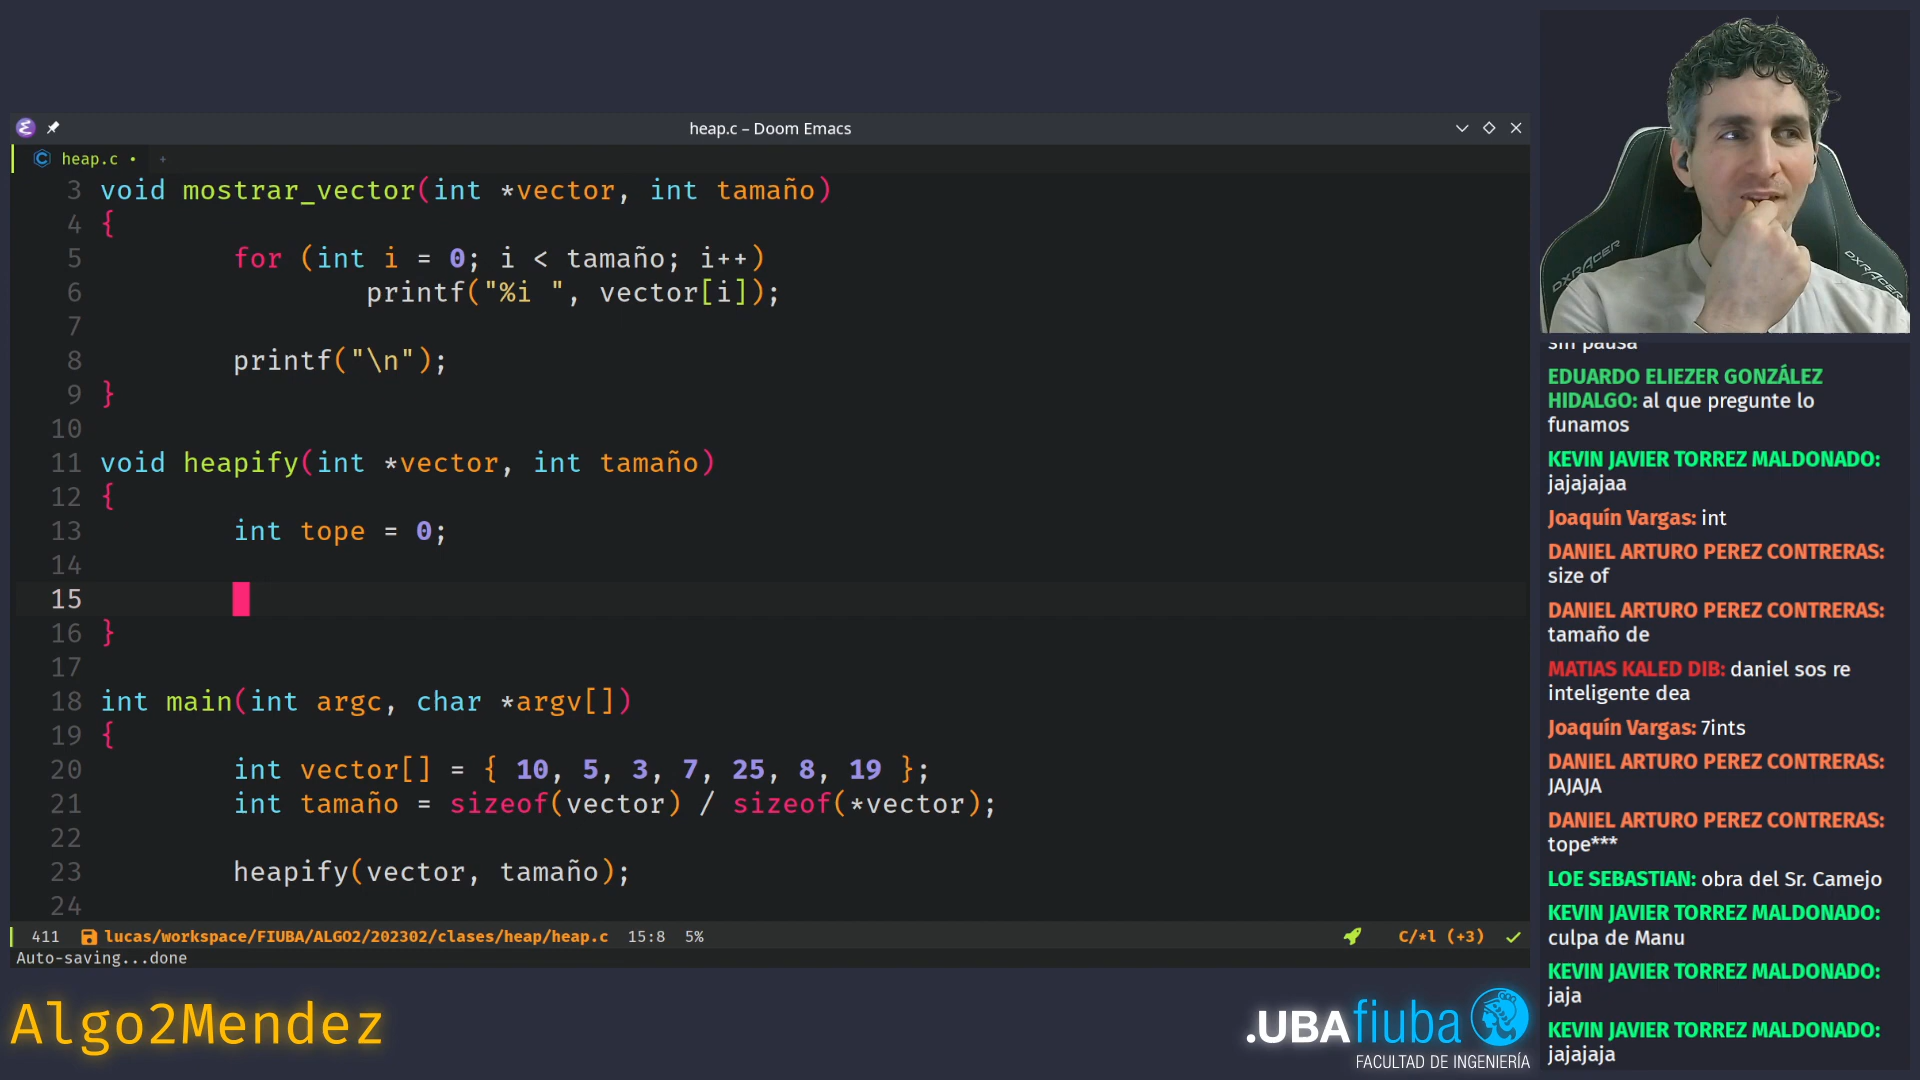 heap.c – Doom Emacs
heap.c • +
3 void mostrar_vector(int *vector, int tamaño)
4 {
5 for (int i = 0; i < tamaño; i++)
6 printf("%i ", vector[i]);
7
8 printf("\n");
9 }
10
11 void heapify(int *vector, int tamaño)
12 {
13 int tope = 0;
14
15
16 }
17
18 int main(int argc, char *argv[])
19 {
20 int vector[] = { 10, 5, 3, 7, 25, 8, 19 };
21 int tamaño = sizeof(vector) / sizeof(*vector);
22
23 heapify(vector, tamaño);
24
411 lucas/workspace/FIUBA/ALGO2/202302/clases/heap/heap.c 15:8 5% C/*l (+3)
Auto-saving...done
Algo2Mendez
.UBAfiuba
FACULTAD DE INGENIERÍA
DXRACER
DXRACER
sin pausa
EDUARDO ELIEZER GONZÁLEZ
HIDALGO: al que pregunte lo
funamos
KEVIN JAVIER TORREZ MALDONADO:
jajajajaa
Joaquín Vargas: int
DANIEL ARTURO PEREZ CONTRERAS:
size of
DANIEL ARTURO PEREZ CONTRERAS:
tamaño de
MATIAS KALED DIB: daniel sos re
inteligente dea
Joaquín Vargas: 7ints
DANIEL ARTURO PEREZ CONTRERAS:
JAJAJA
DANIEL ARTURO PEREZ CONTRERAS:
tope***
LOE SEBASTIAN: obra del Sr. Camejo
KEVIN JAVIER TORREZ MALDONADO:
culpa de Manu
KEVIN JAVIER TORREZ MALDONADO:
jaja
KEVIN JAVIER TORREZ MALDONADO:
jajajaja